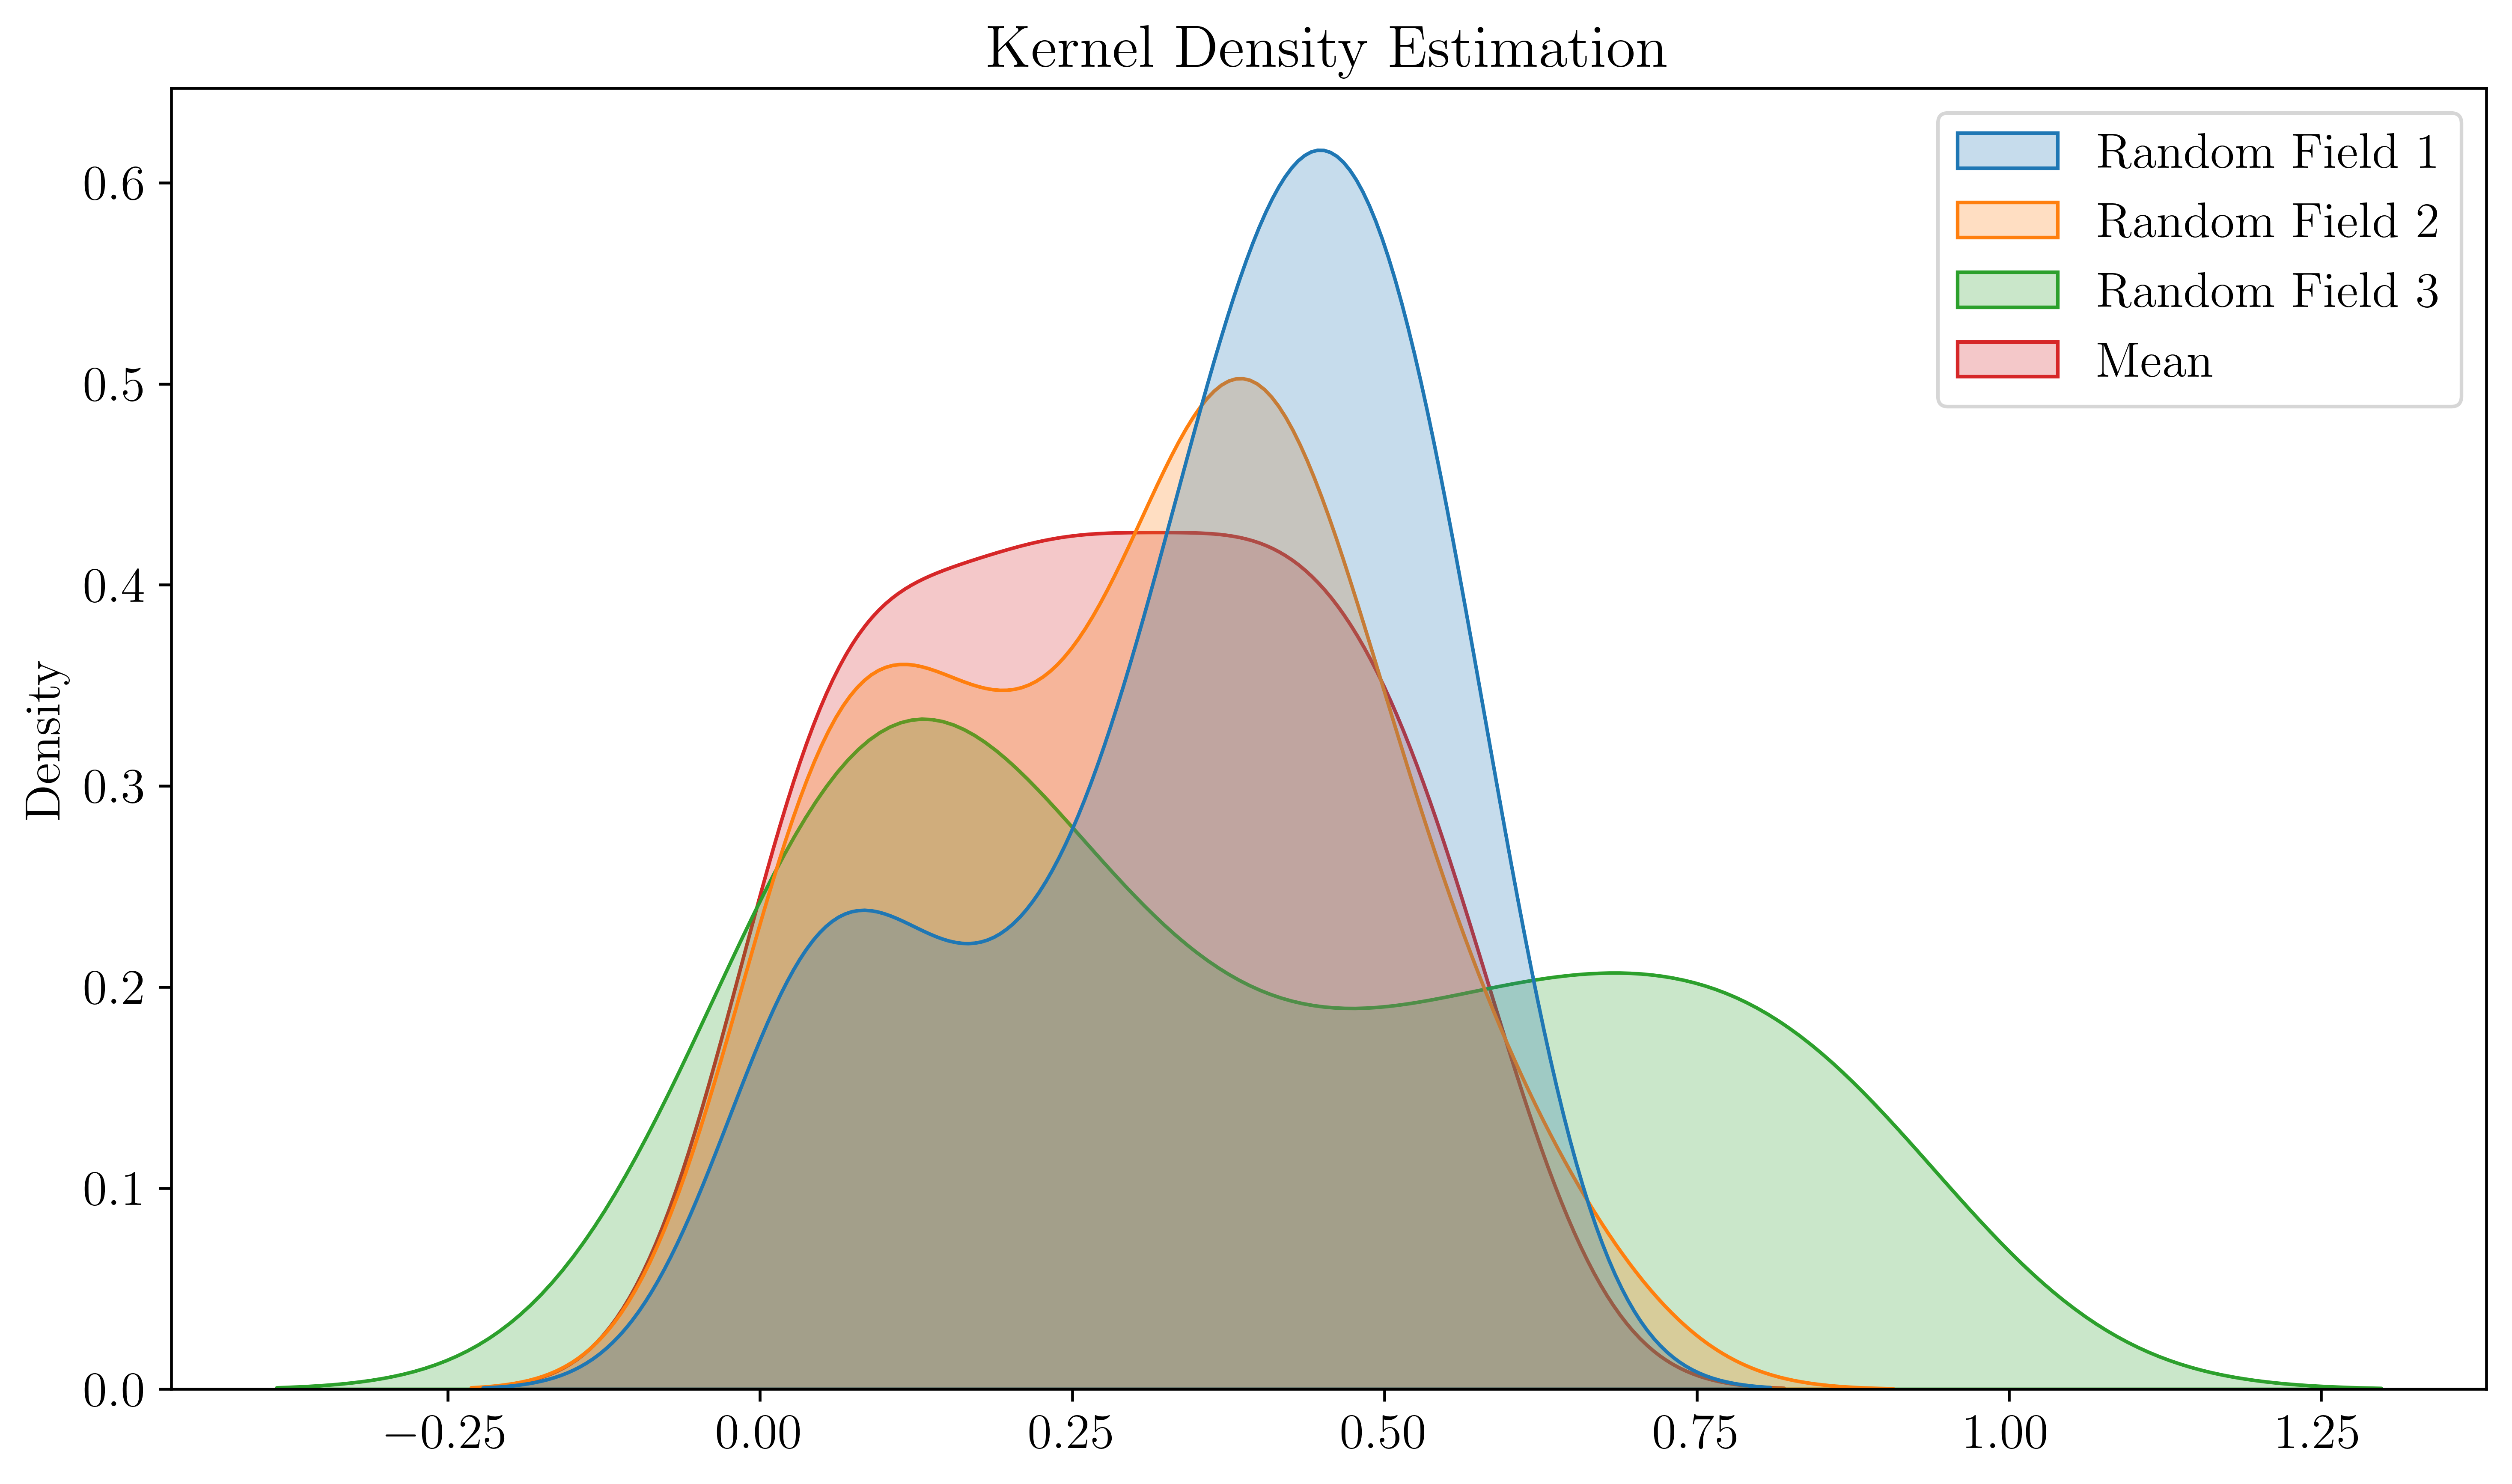 Kernel Density Estimation
Random Field 1
Random Field 2
Random Field 3
Mean
Density
0.6
0.5
0.4
0.3
0.2
0.1
0.0
−0.25 0.00 0.25 0.50 0.75 1.00 1.25